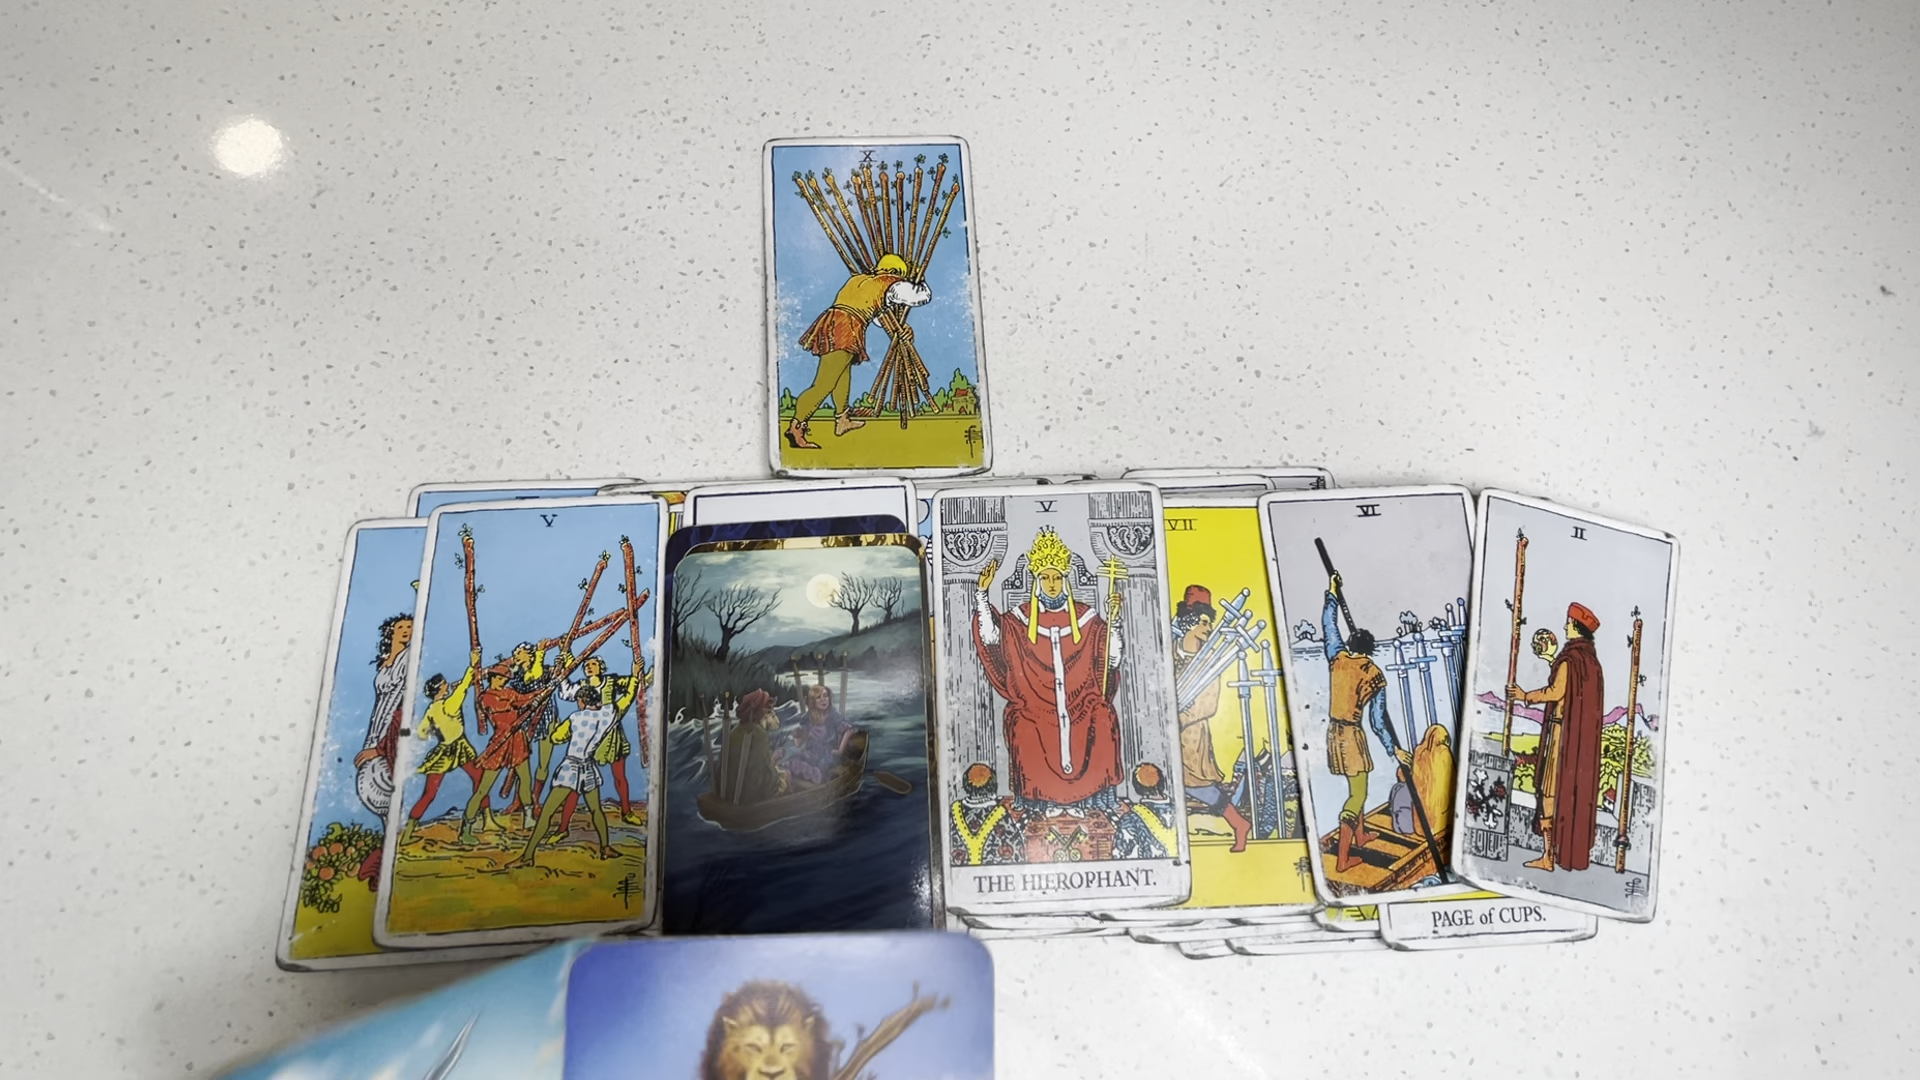 X
V
V
VII
VI
II
THE HIEROPHANT.
PAGE of CUPS.